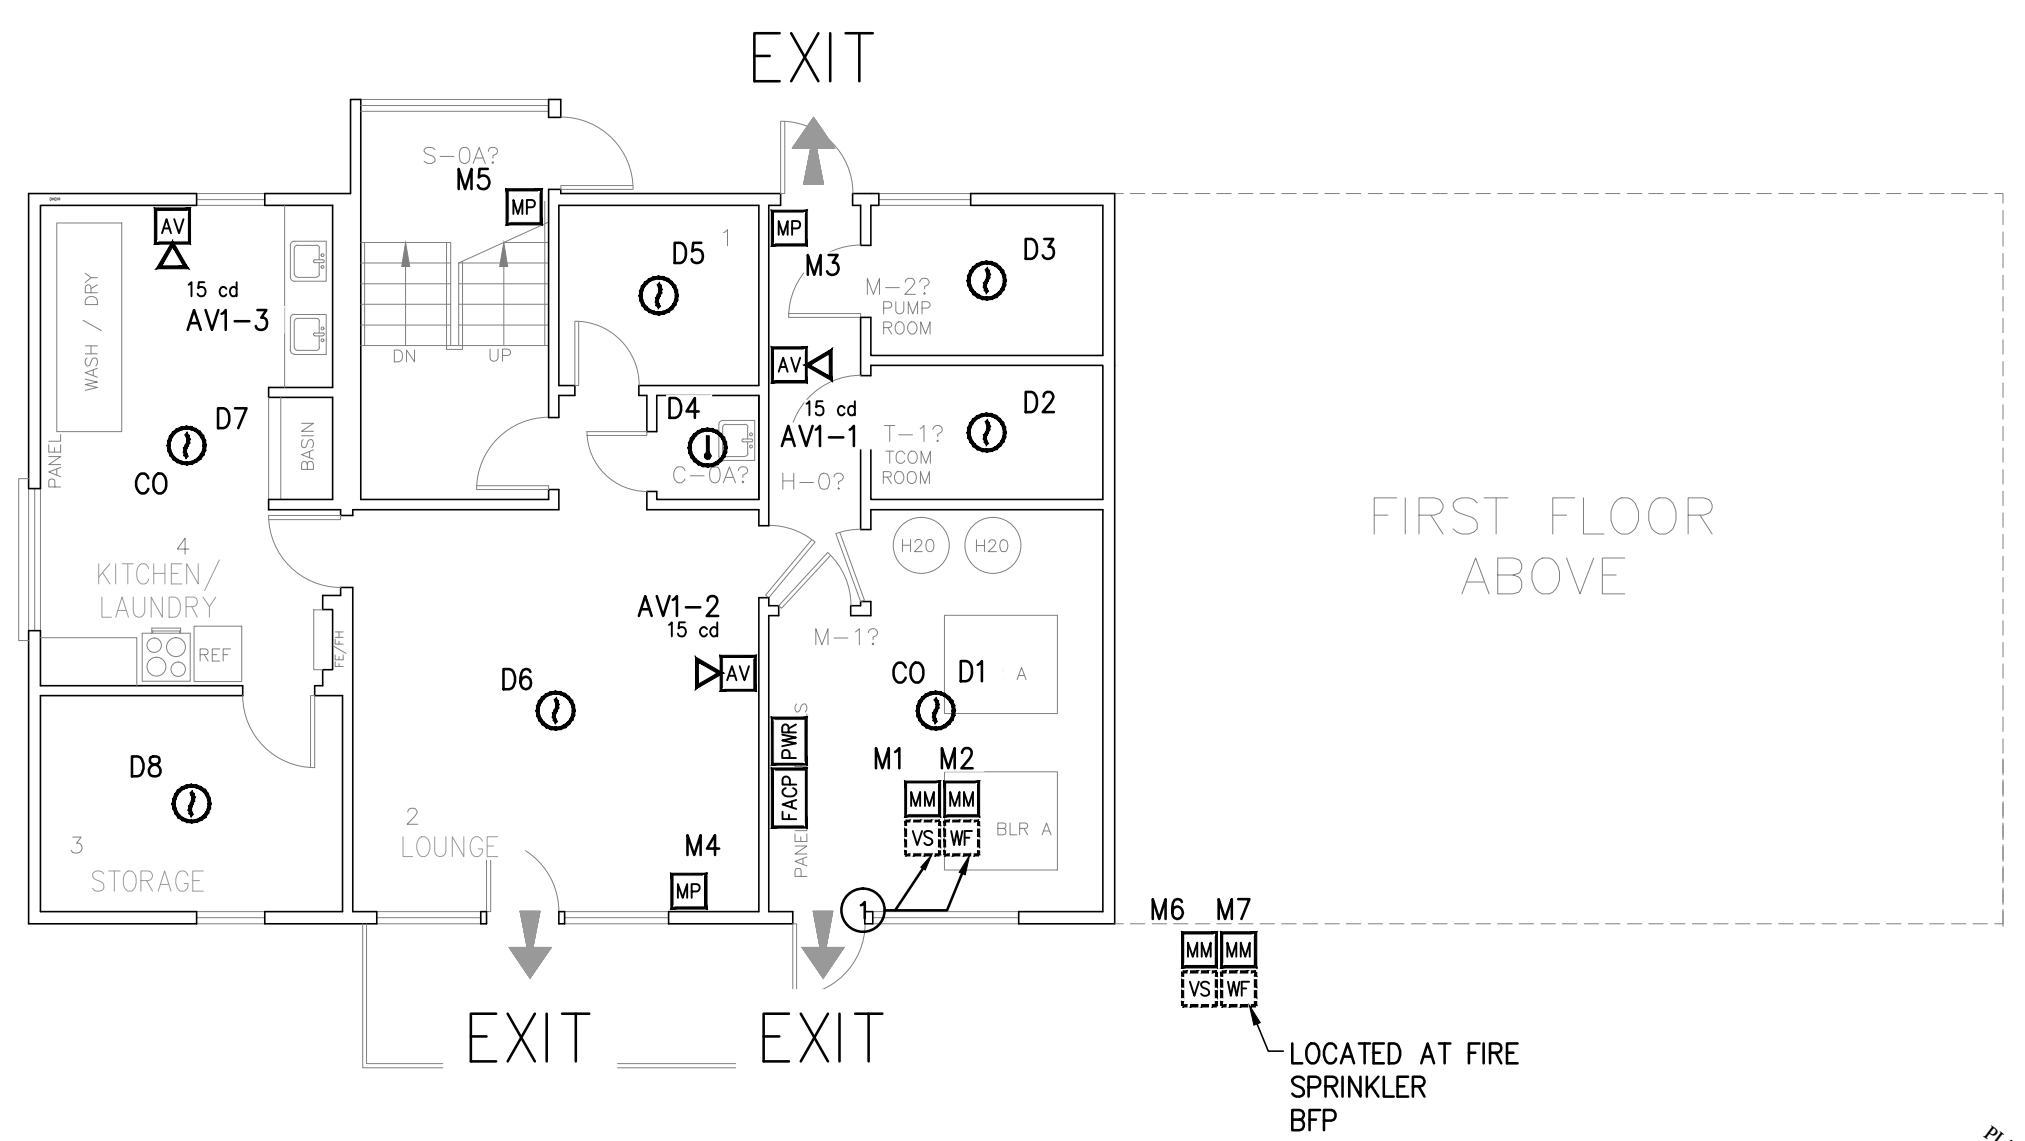 EXIT
S-0A?
M5
MP
AV
15 cd
AV1-3
WASH / DRY
DN
UP
1
D5
MP
M3
D3
M-2?
PUMP
ROOM
AV
15 cd
AV1-1
D2
T-1?
TCOM
ROOM
H-0?
D4
C-0A?
D7
CO
PANEL
BASIN
4
KITCHEN/
LAUNDRY
REF
FE/FH
H20
H20
FIRST FLOOR
ABOVE
AV1-2
15 cd
AV
M-1?
D6
CO
D1
A
PWR
FACP
M1
M2
MM
MM
VS
WF
BLR A
D8
3
STORAGE
2
LOUNGE
M4
MP
1
M6
M7
MM
MM
VS
WF
EXIT
EXIT
LOCATED AT FIRE
SPRINKLER
BFP